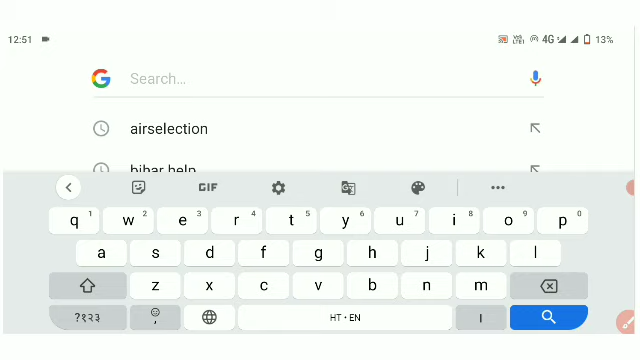 12:51 4G 13%
G Search...
airselection
bihar help
GIF
q 1 w 2 e 3 r 4 t 5 y 6 u 7 i 8 o 9 p 0
a s d f g h j k l
z x c v b n m
?१२३ , HT • EN ।